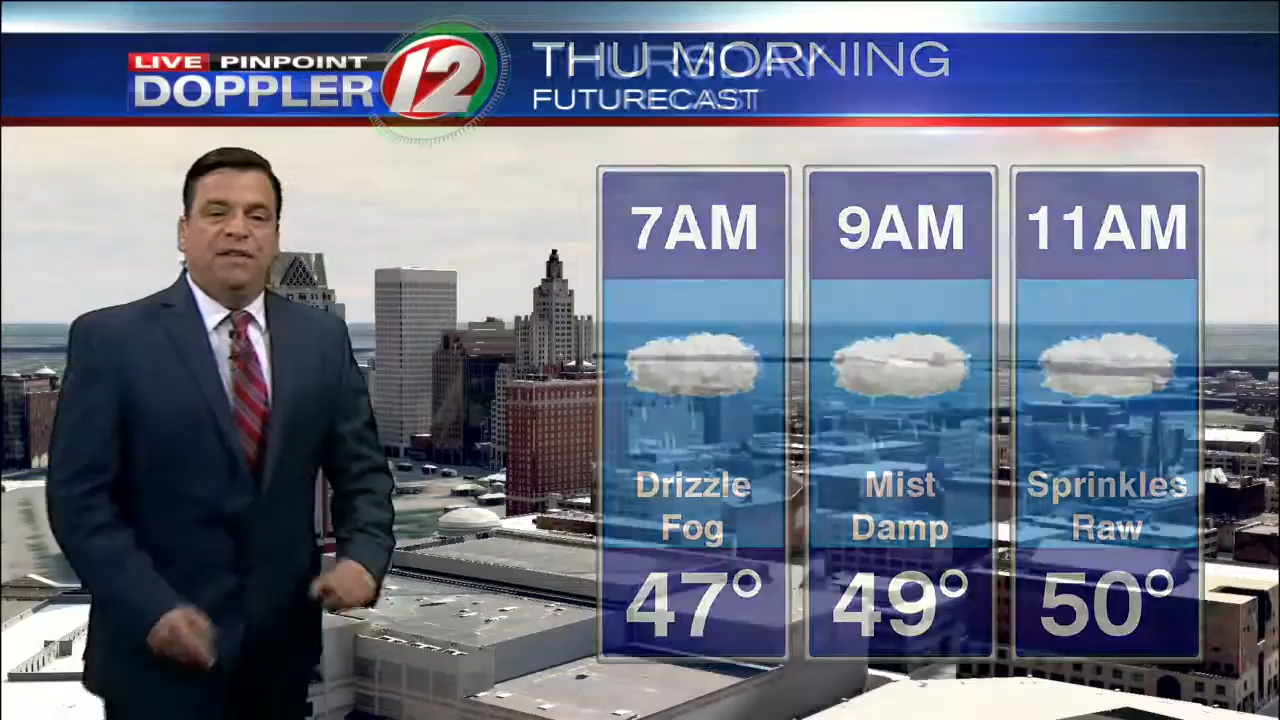 LIVE PINPOINT
DOPPLER 12
THU MORNING
THURSDAY
FUTURECAST
7AM
Drizzle
Fog
47°
9AM
Mist
Damp
49°
11AM
Sprinkles
Raw
50°